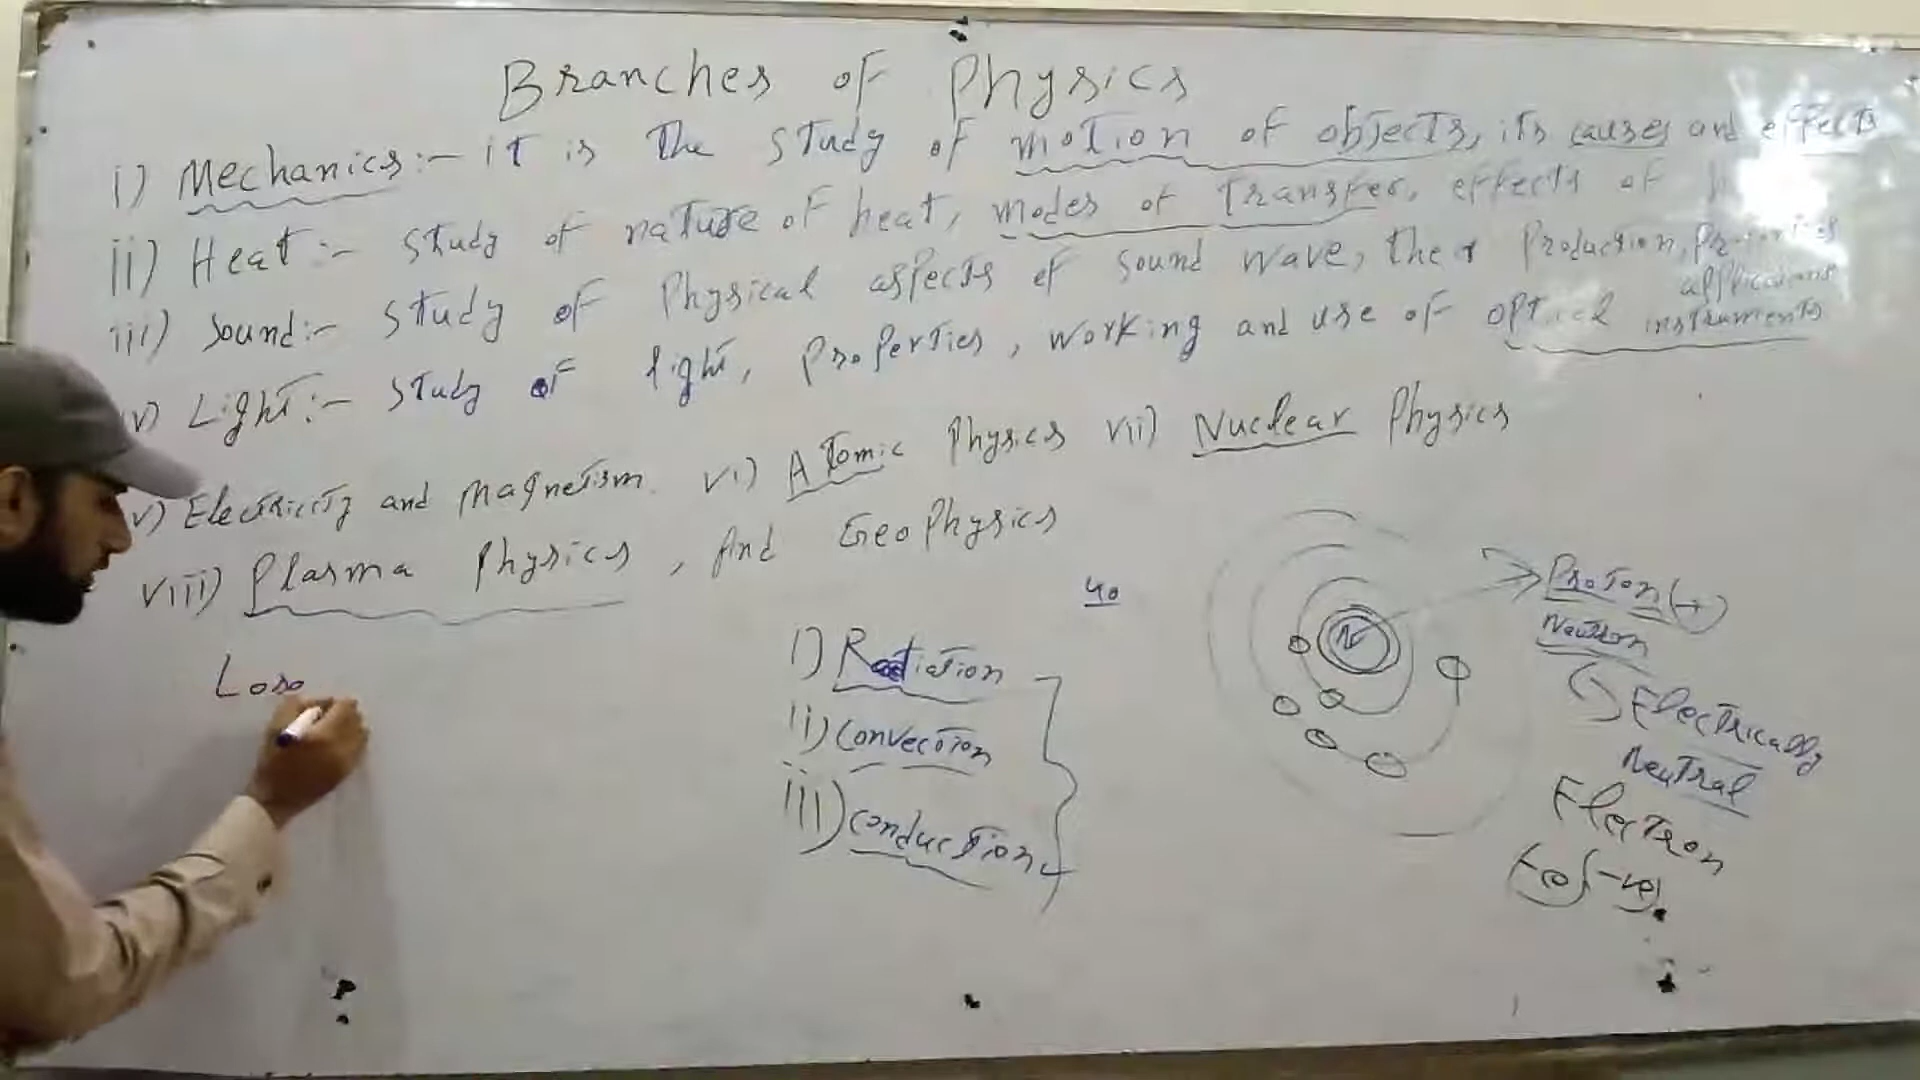 Branches of Physics
i) Mechanics:- it is the study of motion of objects, its causes and effects
ii) Heat:- study of nature of heat, modes of transfer, effects of
iii) Sound:- study of Physical aspects of sound wave, their Production, Properties
applications
iv) Light:- study of light, Properties, working and use of optical instruments
v) Electricity and magnetism. vi) Atomic Physics vii) Nuclear Physics
viii) Plasma Physics, And GeoPhysics
Loso
i) Radiation
ii) Convection
iii) conduction
N
Proton (+)
Neutron
Electrically
Neutral
Electron
(-ve)